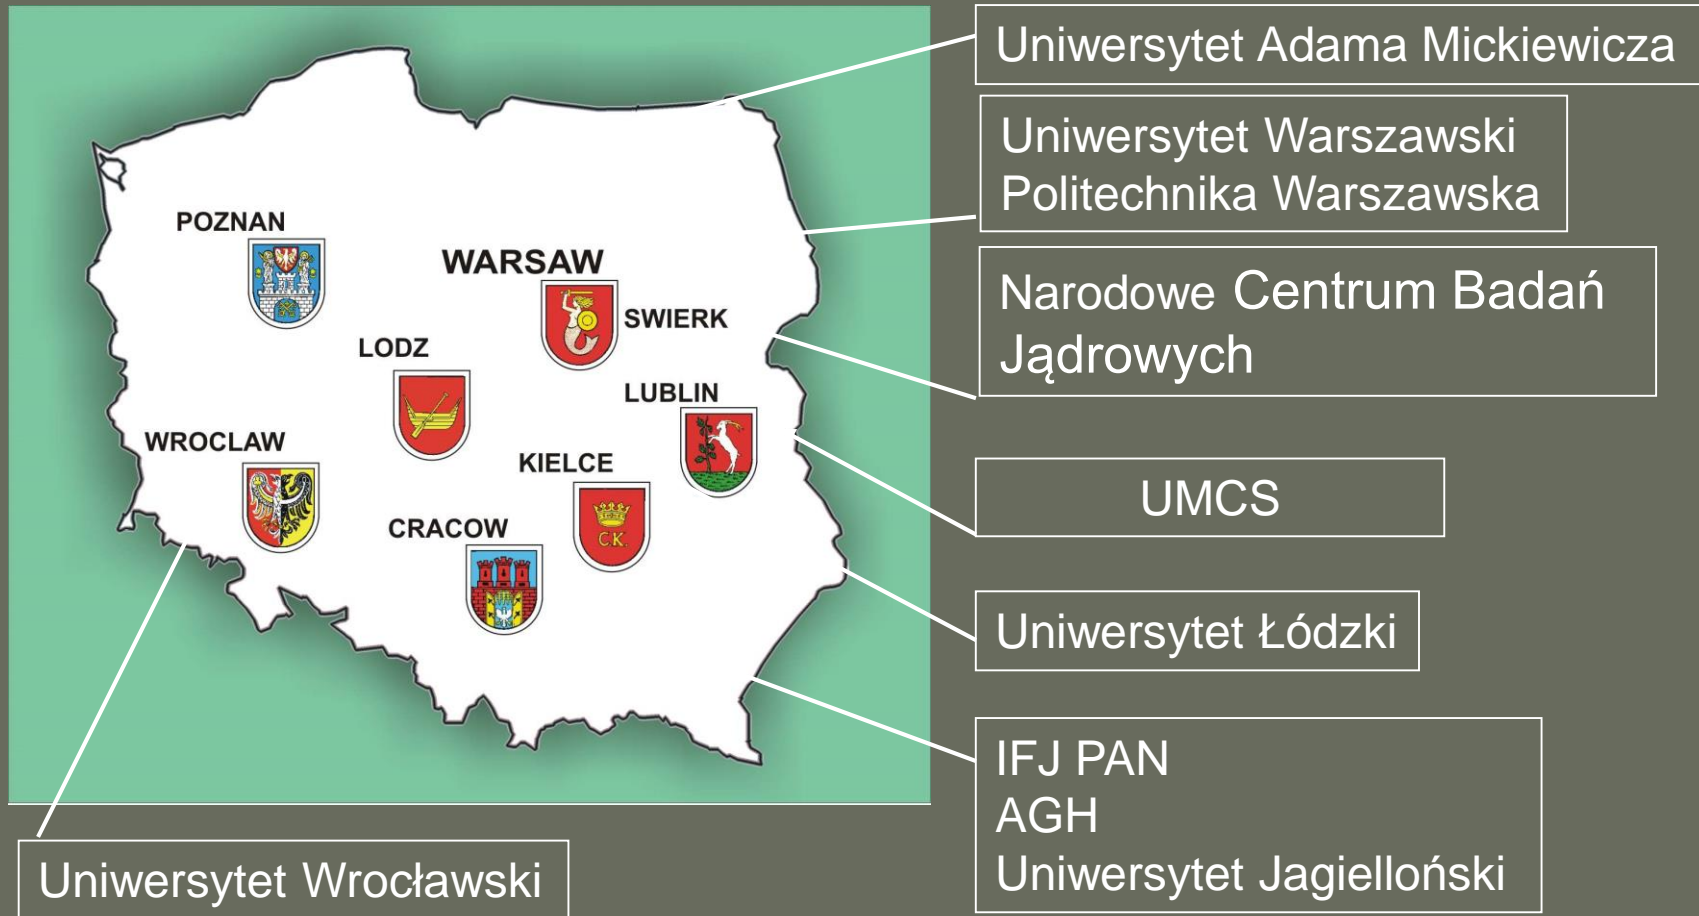 POZNAN
WARSAW
SWIERK
LODZ
LUBLIN
WROCLAW
KIELCE
C.K.
CRACOW
Uniwersytet Adama Mickiewicza
Uniwersytet Warszawski
Politechnika Warszawska
Narodowe Centrum Badań
Jądrowych
UMCS
Uniwersytet Łódzki
IFJ PAN
AGH
Uniwersytet Jagielloński
Uniwersytet Wrocławski